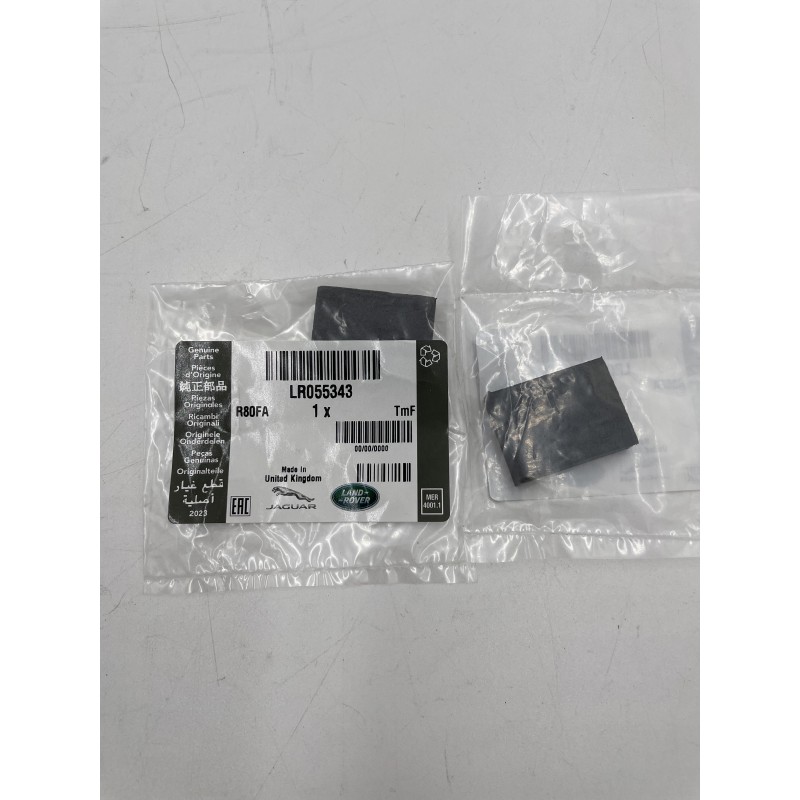 Genuine
Parts
Pièces
d'Origine
純正部品
Piezas
Originales
Ricambi
Originali
Originele
Onderdelen
Peças
Genuinas
Originalteile
قطع غيار
أصلية
2023
LR055343
R80FA
1 x
TmF
00/00/0000
Made in
United Kingdom
EAC
JAGUAR
LAND-
ROVER
MER
4001.1